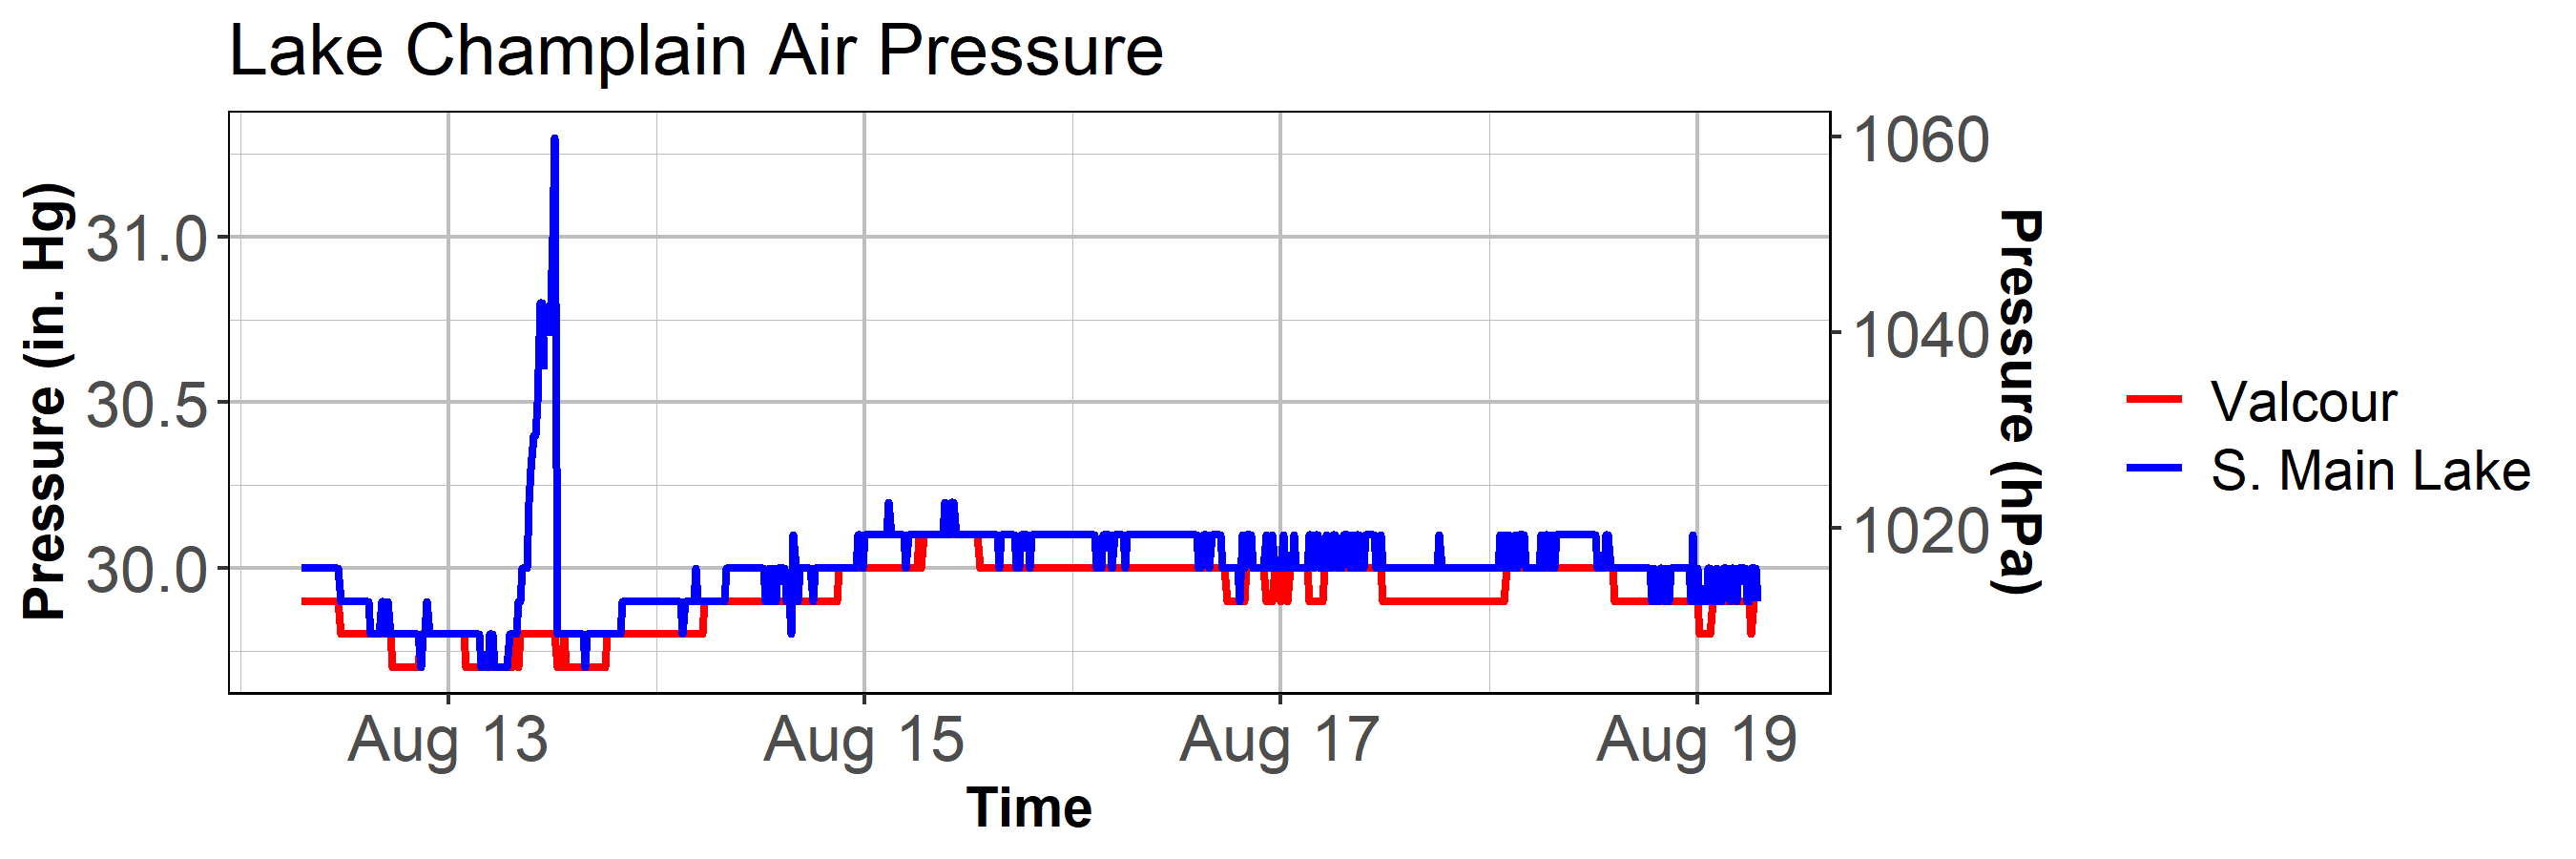 Lake Champlain Air Pressure
Pressure (in. Hg)
31.0
30.5
30.0
1060
1040
1020
Pressure (hPa)
Valcour
S. Main Lake
Aug 13
Aug 15
Aug 17
Aug 19
Time